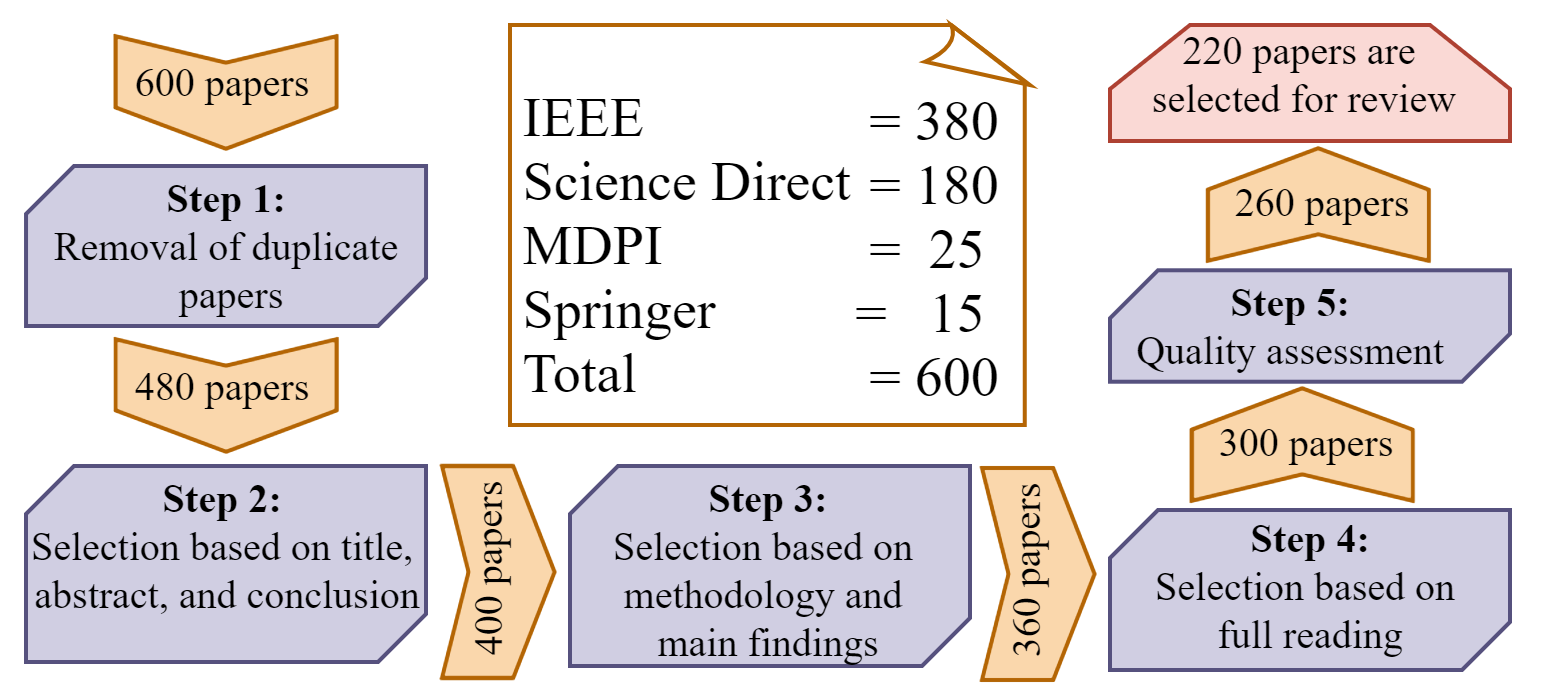 600 papers
Step 1:
Removal of duplicate
papers
480 papers
Step 2:
Selection based on title,
abstract, and conclusion
400 papers
Step 3:
Selection based on
methodology and
main findings
360 papers
Step 4:
Selection based on
full reading
300 papers
Step 5:
Quality assessment
260 papers
220 papers are
selected for review
IEEE = 380
Science Direct = 180
MDPI = 25
Springer = 15
Total = 600